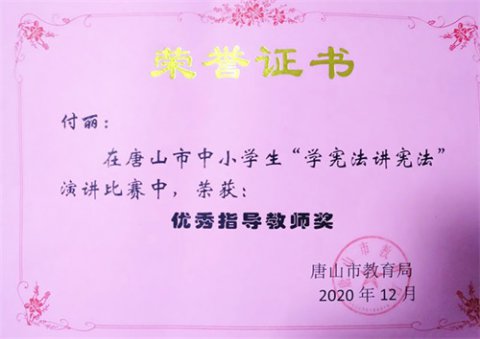 荣誉证书
付丽：
在唐山市中小学生“学宪法讲宪法”
演讲比赛中，荣获：
优秀指导教师奖
唐山市教育局
2020年12月